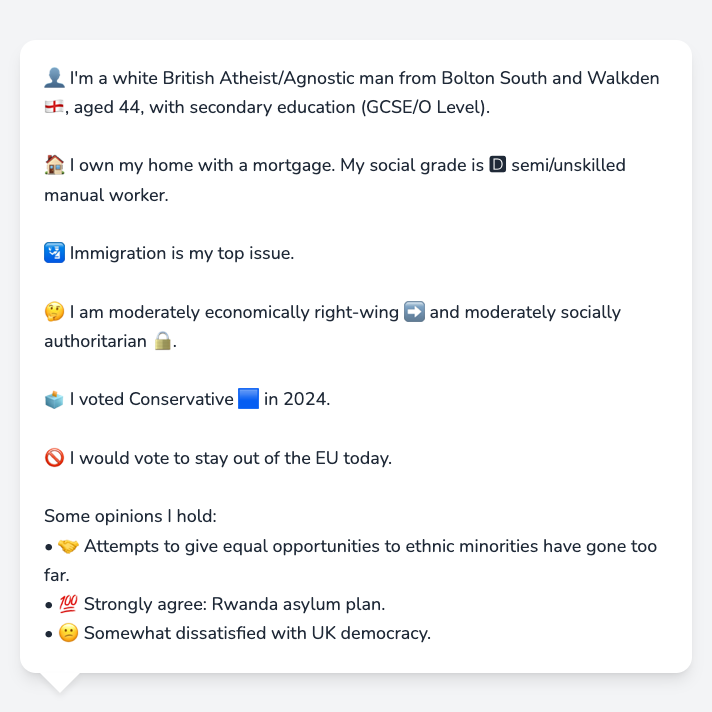 👤 I'm a white British Atheist/Agnostic man from Bolton South and Walkden
🏴󠁧󠁢󠁥󠁮󠁧󠁿, aged 44, with secondary education (GCSE/O Level).
🏠 I own my home with a mortgage. My social grade is 🅳 semi/unskilled
manual worker.
🛂 Immigration is my top issue.
🤔 I am moderately economically right-wing ➡️ and moderately socially
authoritarian 🔒.
🗳️ I voted Conservative 🟦 in 2024.
🚫 I would vote to stay out of the EU today.
Some opinions I hold:
• 🤝 Attempts to give equal opportunities to ethnic minorities have gone too
far.
• 💯 Strongly agree: Rwanda asylum plan.
• 😕 Somewhat dissatisfied with UK democracy.